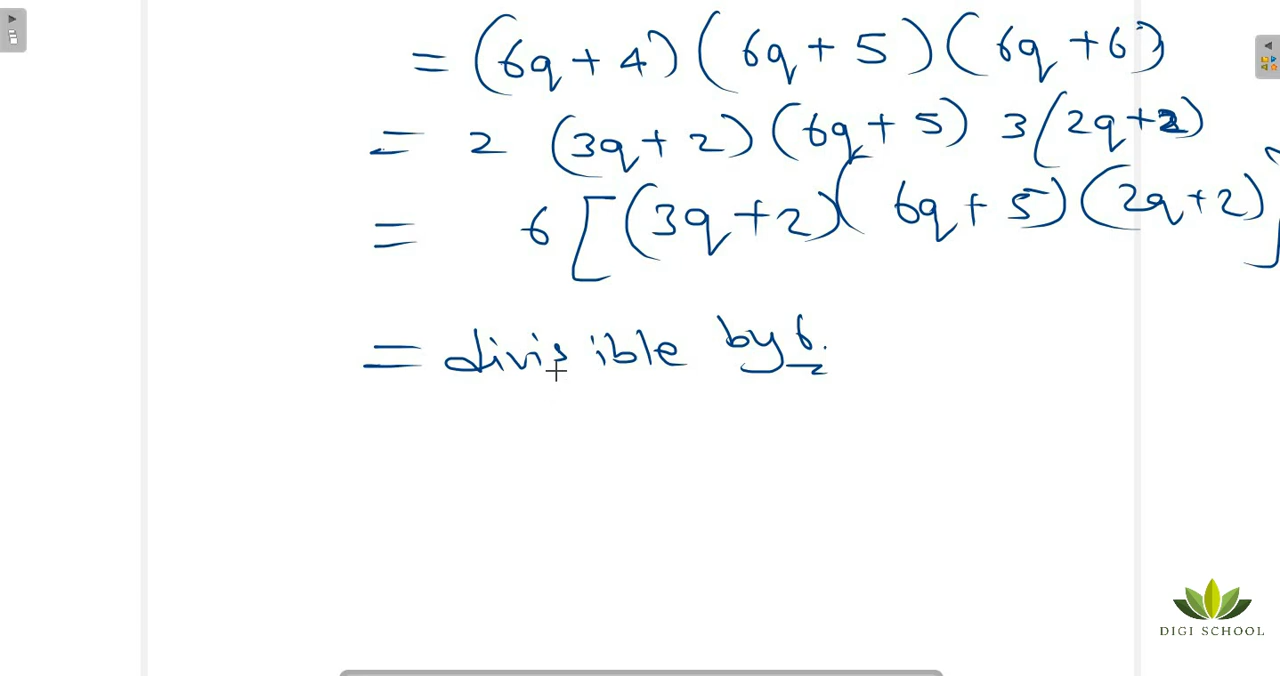 = (6q + 4) (6q + 5) (6q + 6)
= 2 (3q + 2) (6q + 5) 3 (2q + 2)
= 6 [(3q + 2) (6q + 5) (2q + 2)]
= divisible by 6.
DIGI SCHOOL